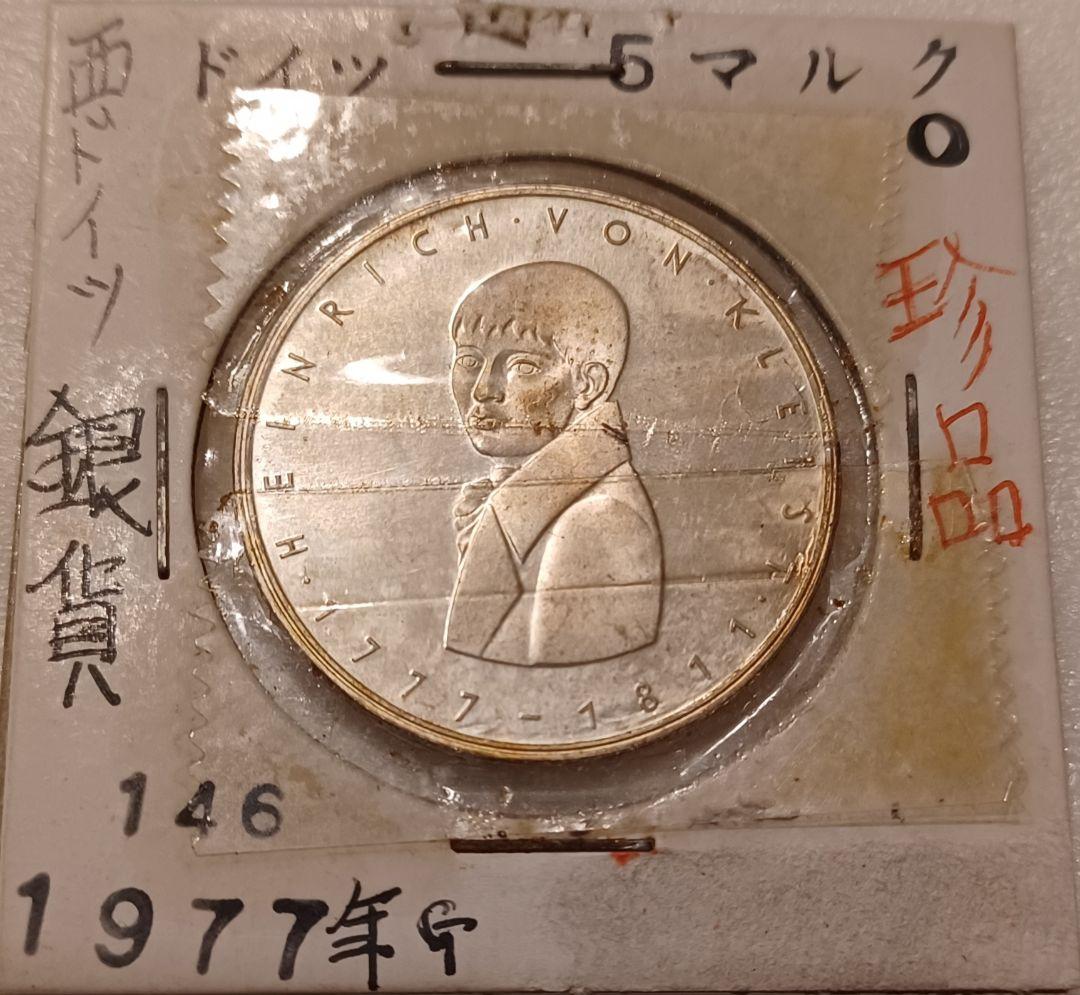 ドイツ 5マルク
0
西ドイツ
銀貨
珍品
HEINRICH·VON·KLEIST·1777-1811·
146
1977年G